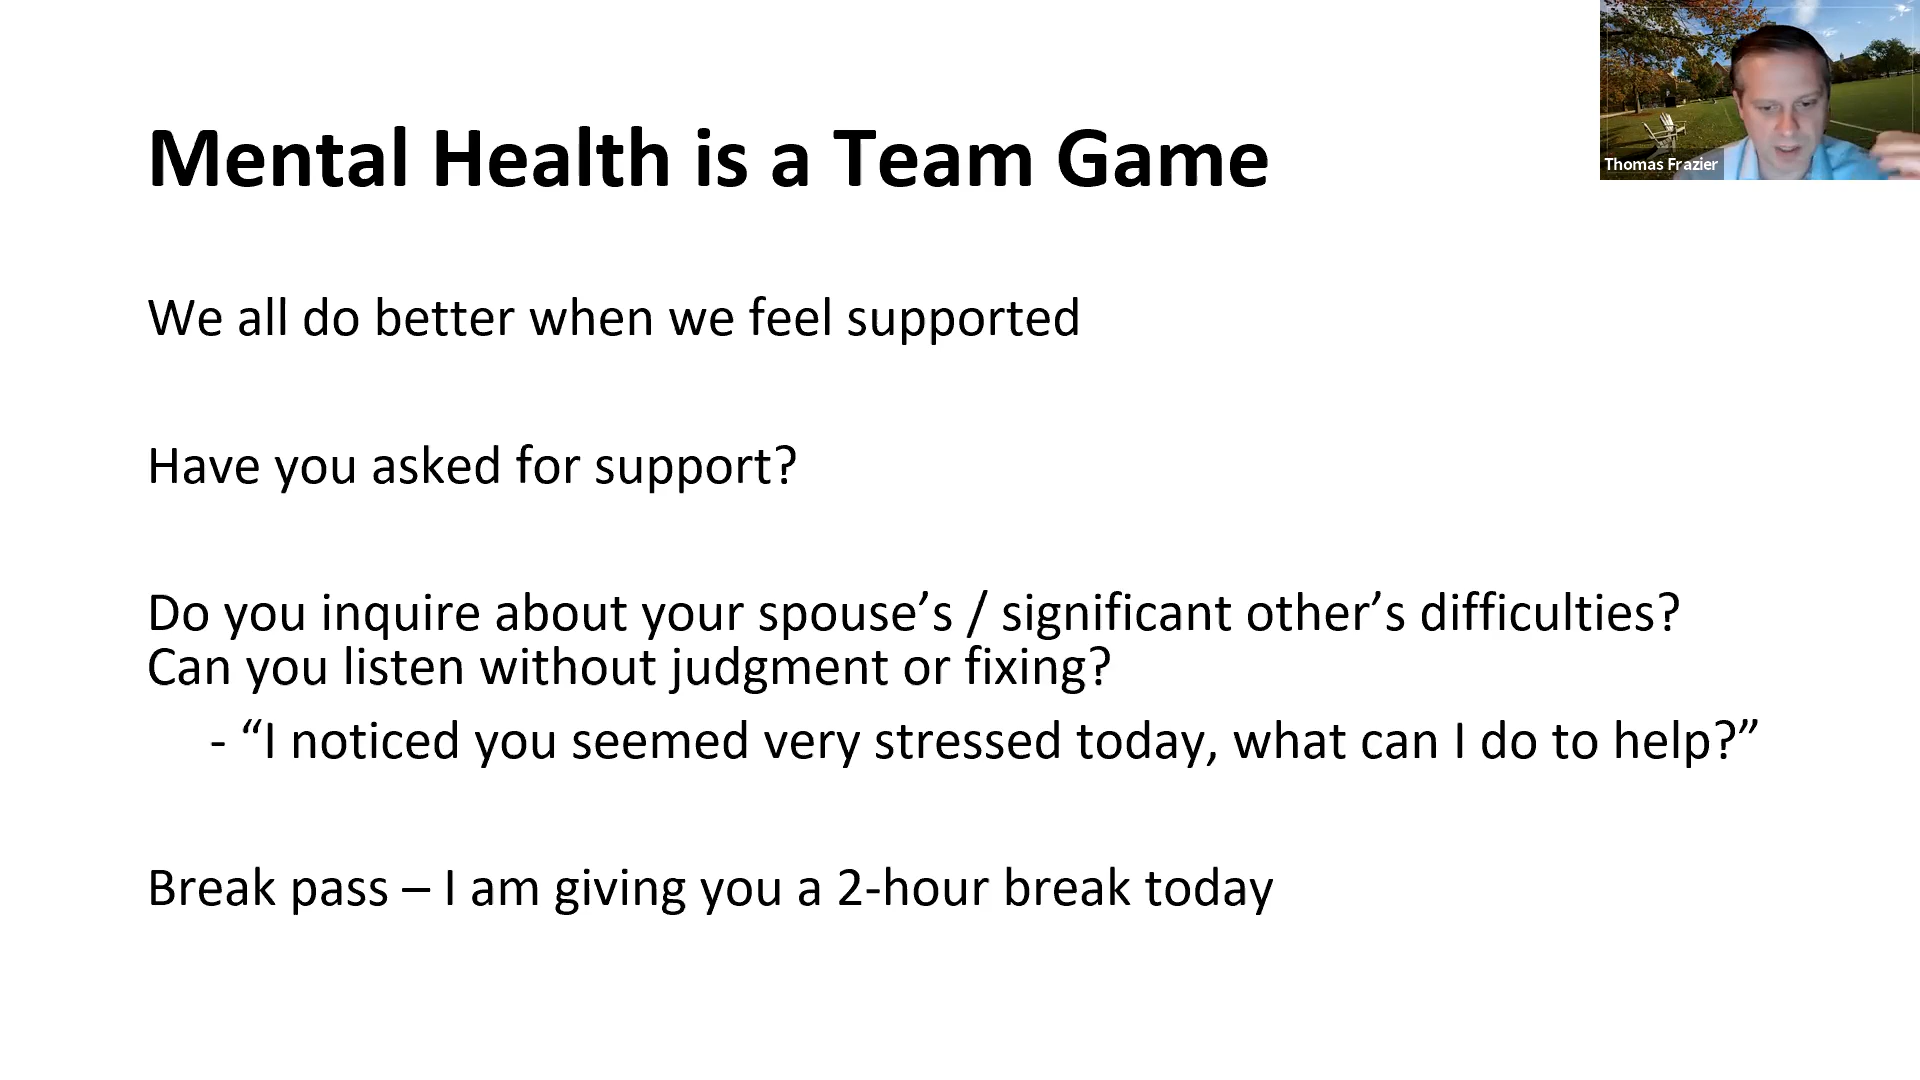 Mental Health is a Team Game
Thomas Frazier
We all do better when we feel supported
Have you asked for support?
Do you inquire about your spouse’s / significant other’s difficulties?
Can you listen without judgment or fixing?
- “I noticed you seemed very stressed today, what can I do to help?”
Break pass – I am giving you a 2-hour break today